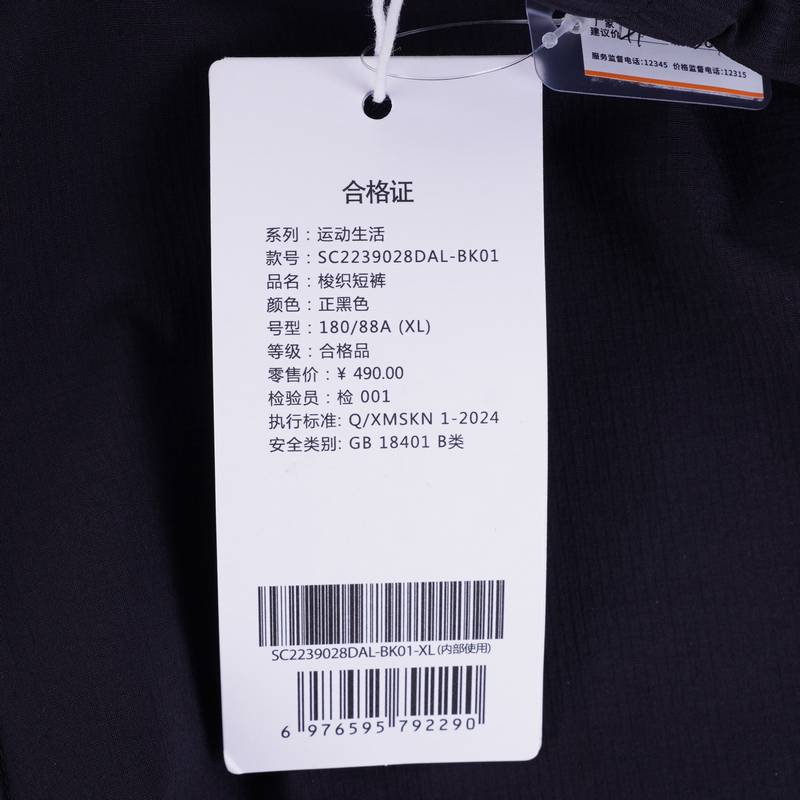 建议价
服务监督电话:12345 价格监督电话:12315
合格证
系列：运动生活
款号：SC2239028DAL-BK01
品名：梭织短裤
颜色：正黑色
号型：180/88A (XL)
等级：合格品
零售价：¥ 490.00
检验员：检 001
执行标准: Q/XMSKN 1-2024
安全类别: GB 18401 B类
SC2239028DAL-BK01-XL(内部使用)
6 976595 792290